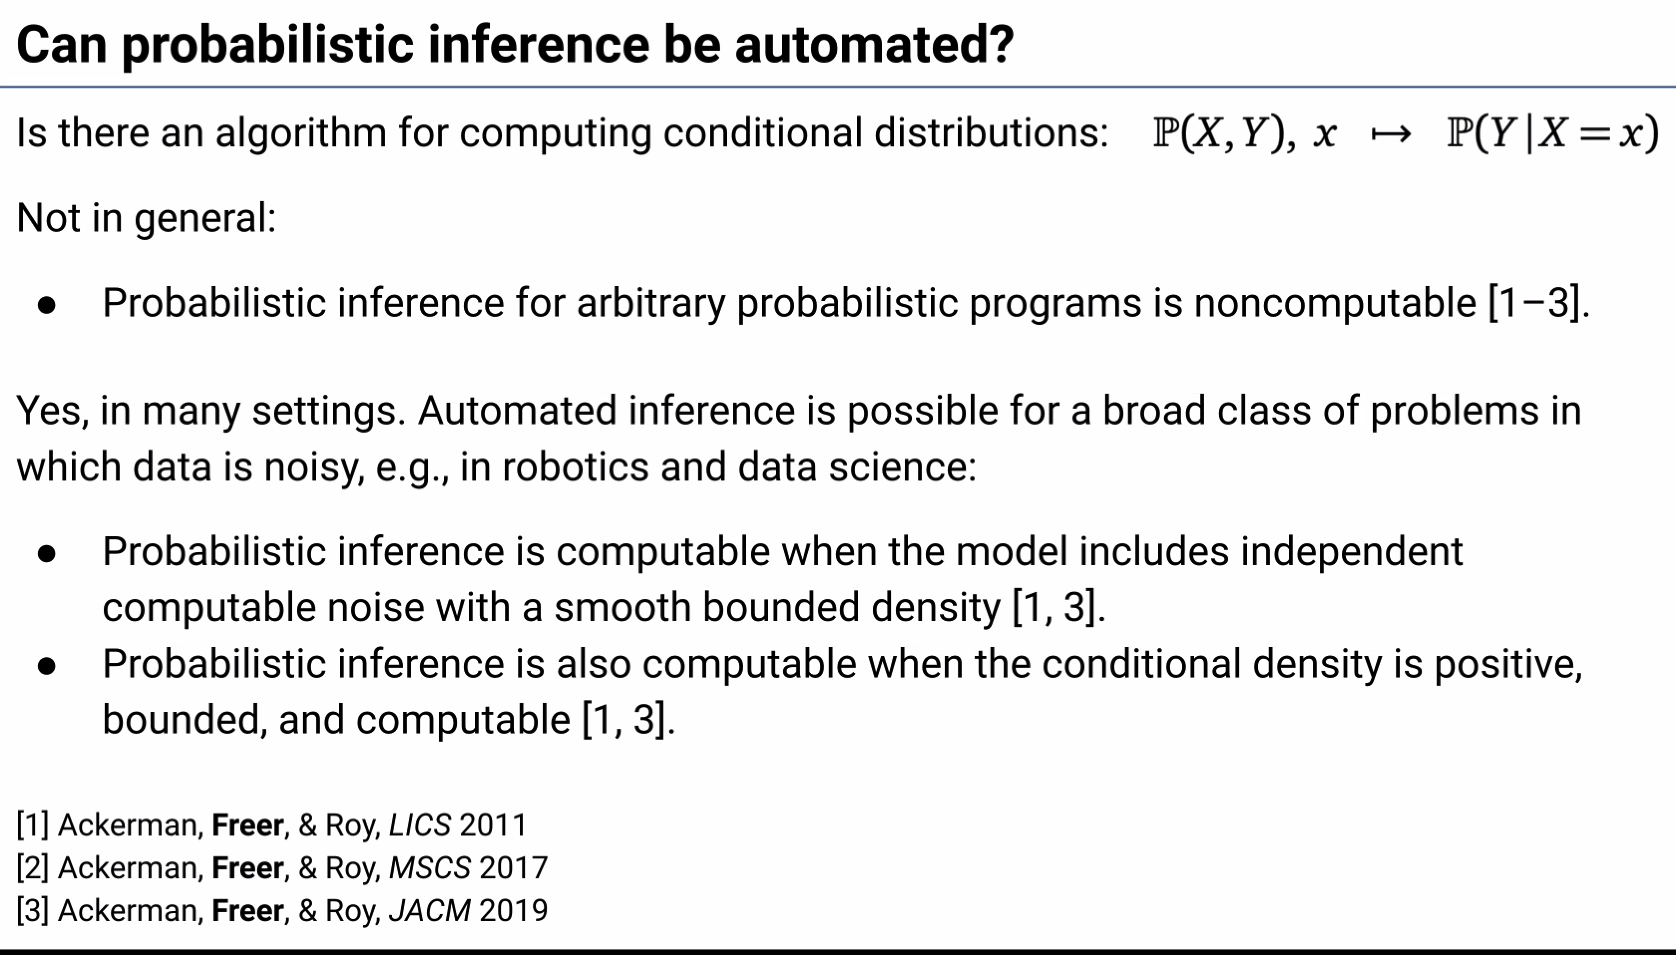 Can probabilistic inference be automated?
Is there an algorithm for computing conditional distributions: ℙ(X, Y), x ↦ ℙ(Y | X = x)
Not in general:
● Probabilistic inference for arbitrary probabilistic programs is noncomputable [1–3].
Yes, in many settings. Automated inference is possible for a broad class of problems in
which data is noisy, e.g., in robotics and data science:
● Probabilistic inference is computable when the model includes independent
computable noise with a smooth bounded density [1, 3].
● Probabilistic inference is also computable when the conditional density is positive,
bounded, and computable [1, 3].
[1] Ackerman, Freer, & Roy, LICS 2011
[2] Ackerman, Freer, & Roy, MSCS 2017
[3] Ackerman, Freer, & Roy, JACM 2019